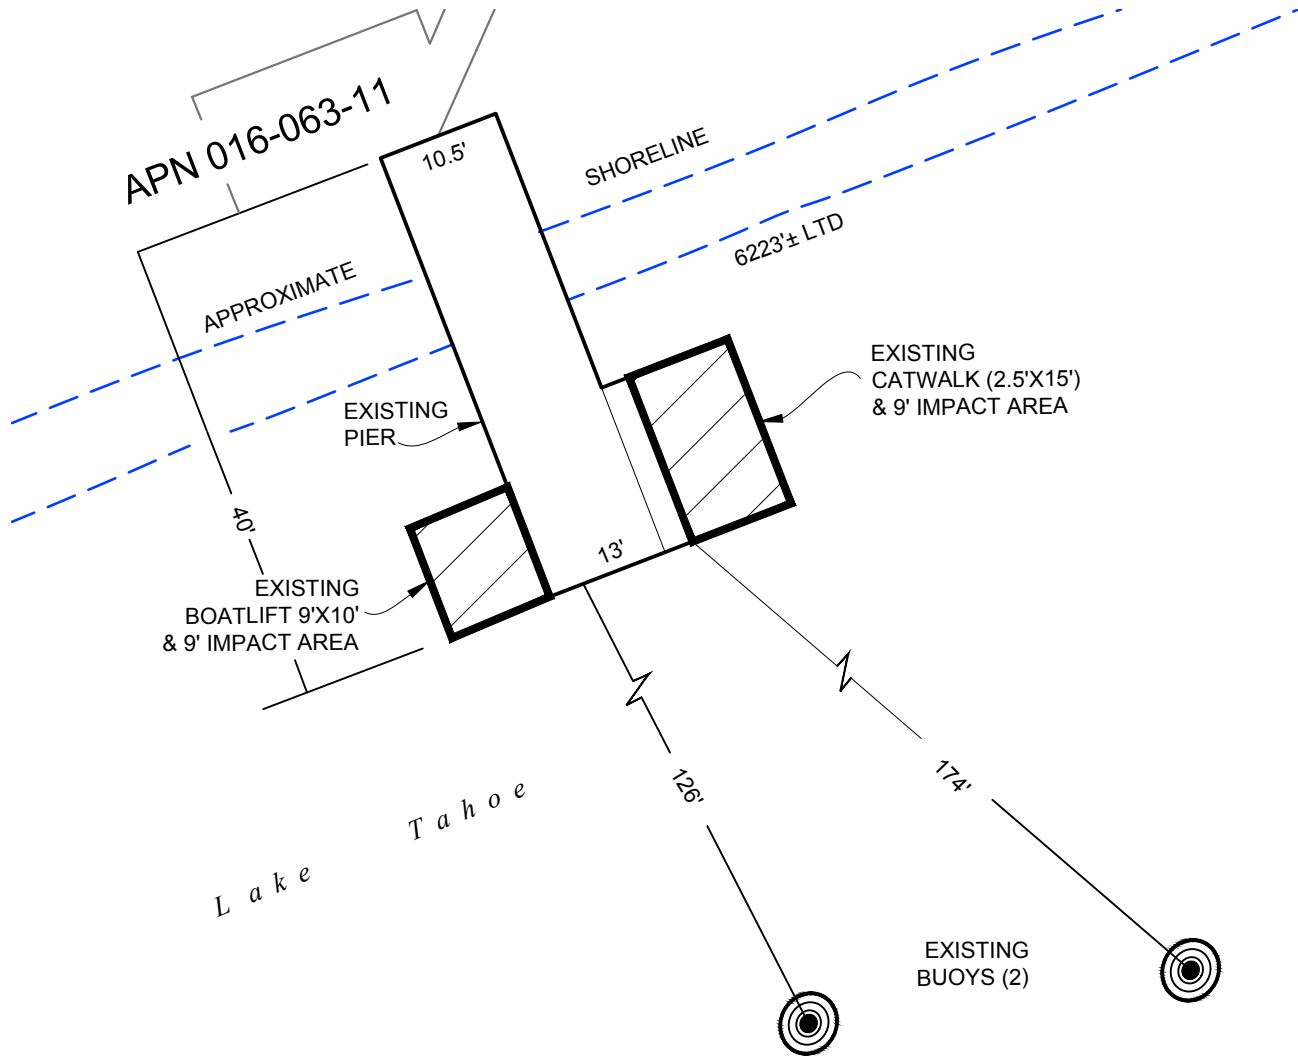 APN 016-063-11
10.5'
SHORELINE
6223'± LTD
APPROXIMATE
EXISTING
CATWALK (2.5'X15')
& 9' IMPACT AREA
EXISTING
PIER
40'
13'
EXISTING
BOATLIFT 9'X10'
& 9' IMPACT AREA
126'
174'
Lake Tahoe
EXISTING
BUOYS (2)